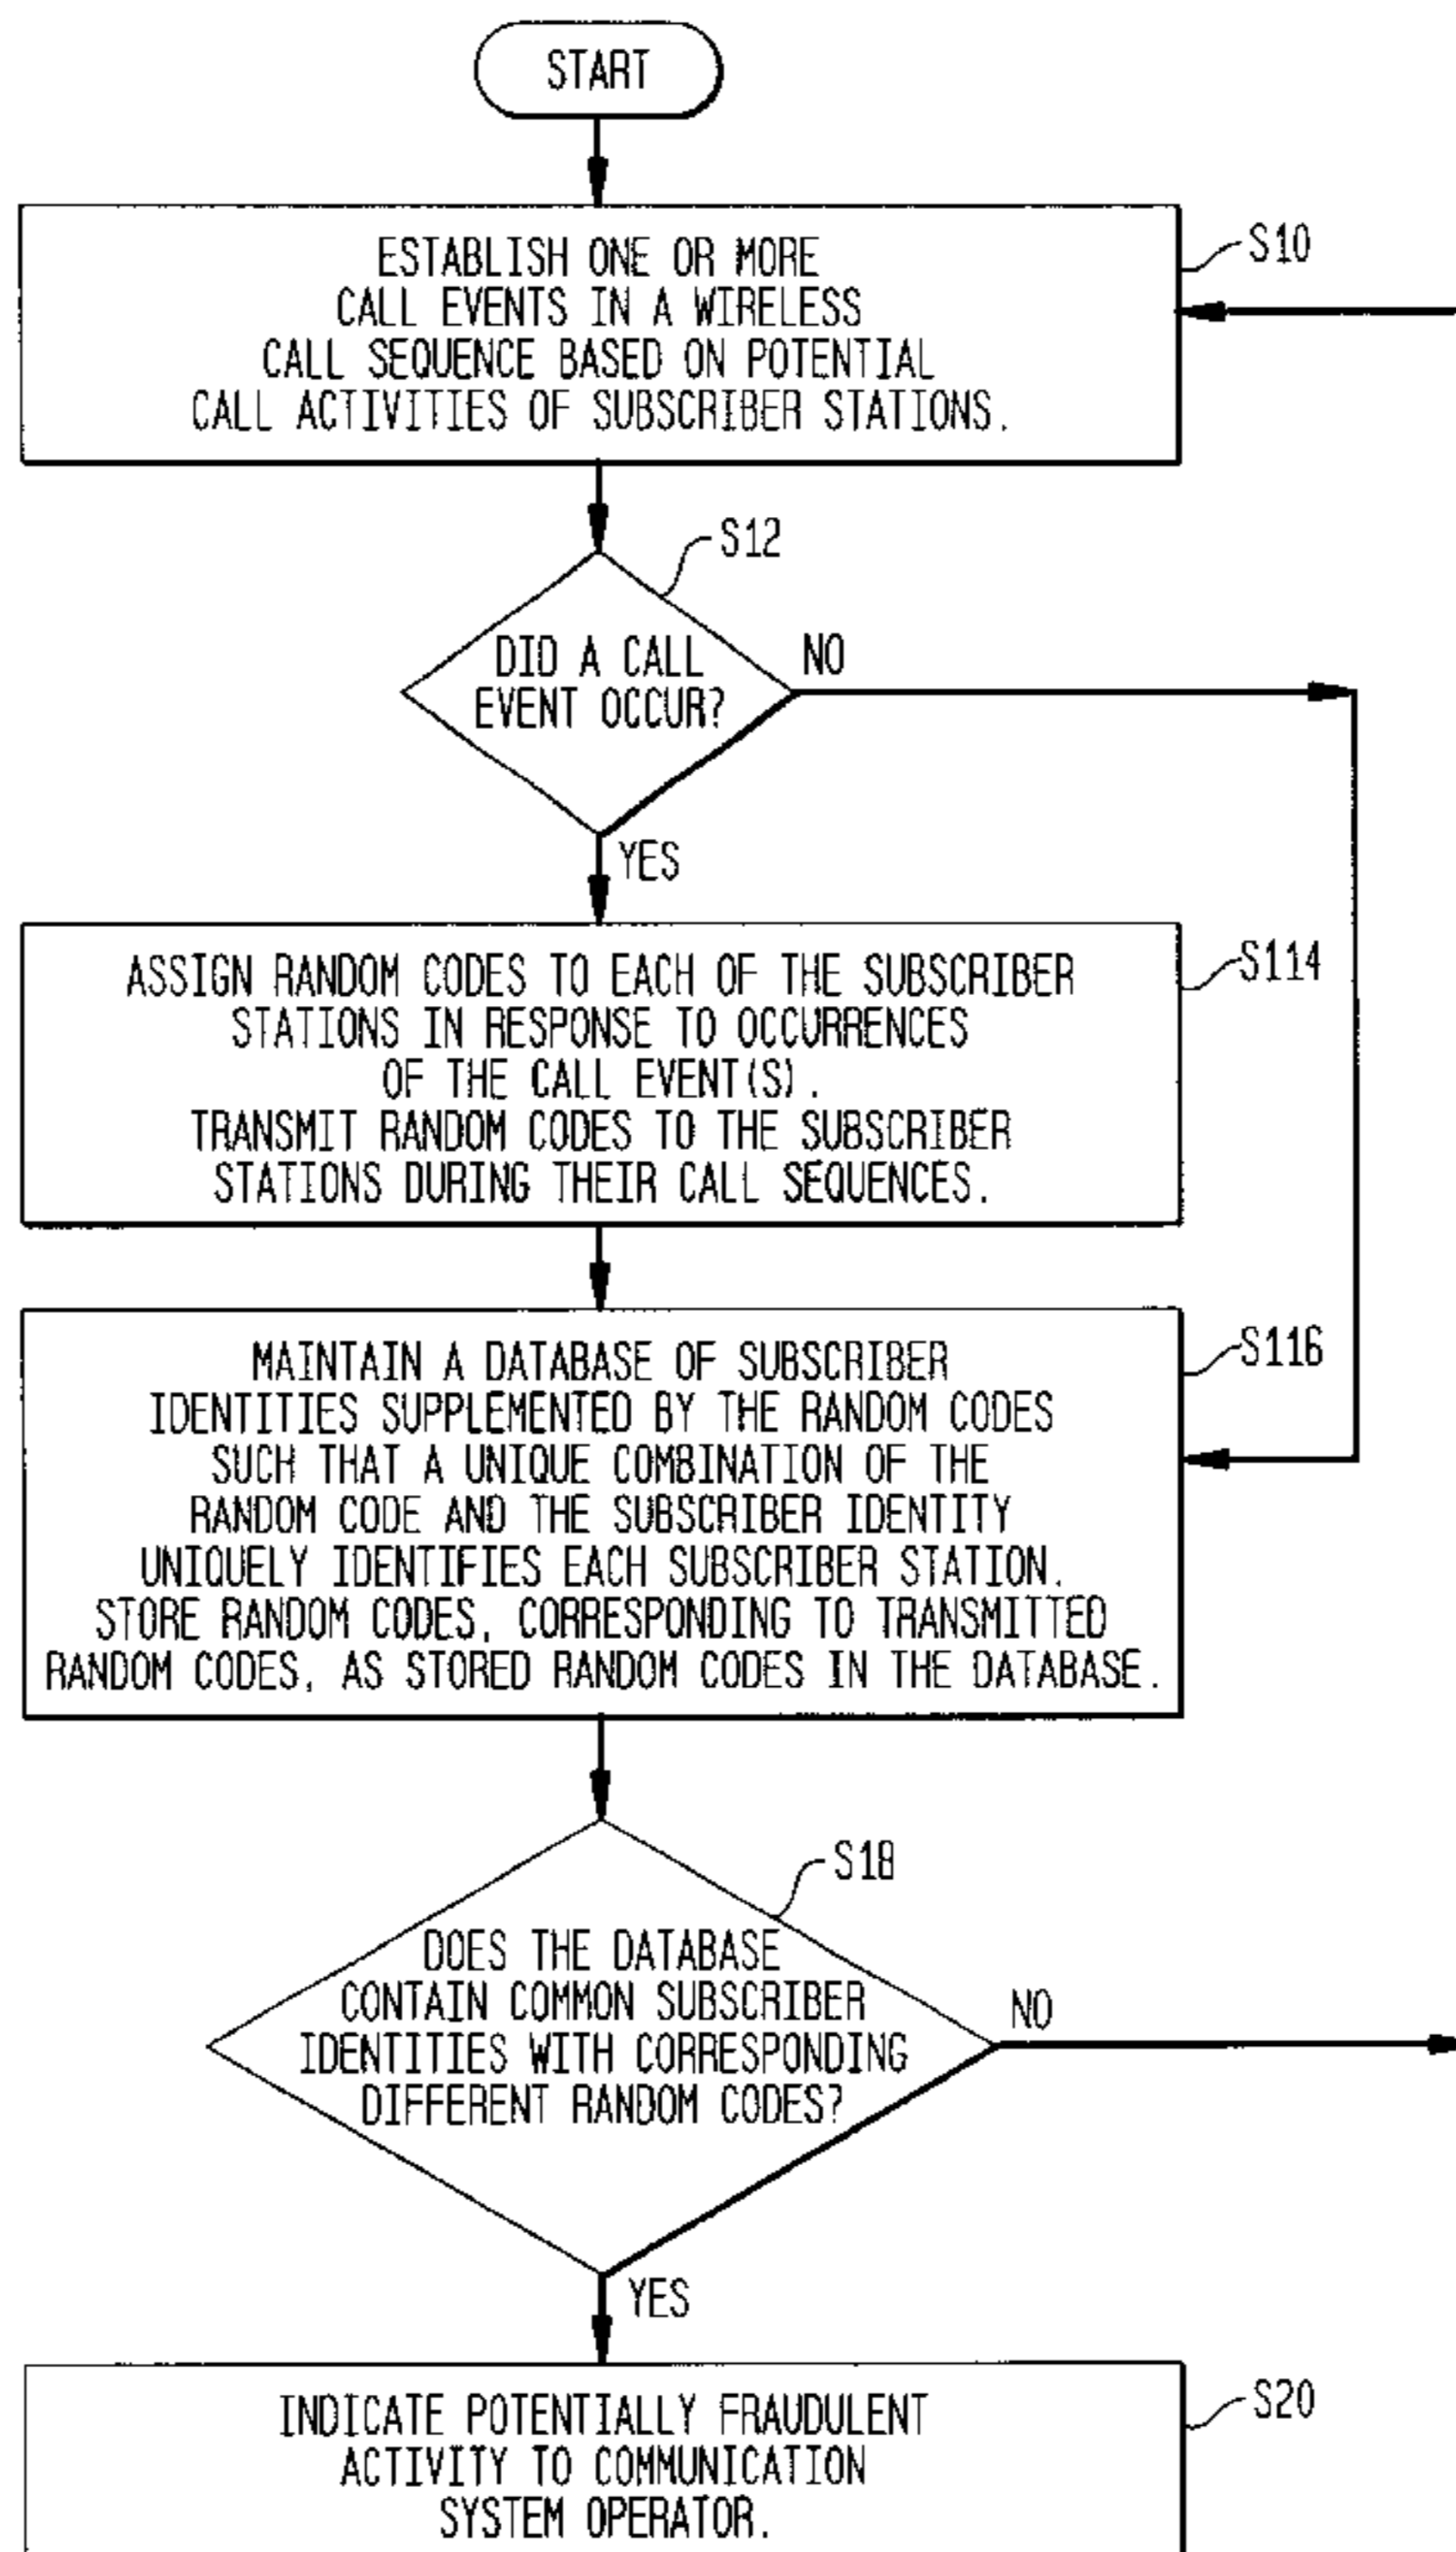 START
ESTABLISH ONE OR MORE
CALL EVENTS IN A WIRELESS
CALL SEQUENCE BASED ON POTENTIAL
CALL ACTIVITIES OF SUBSCRIBER STATIONS.
S10
S12
DID A CALL
EVENT OCCUR?
NO
YES
ASSIGN RANDOM CODES TO EACH OF THE SUBSCRIBER
STATIONS IN RESPONSE TO OCCURRENCES
OF THE CALL EVENT(S).
TRANSMIT RANDOM CODES TO THE SUBSCRIBER
STATIONS DURING THEIR CALL SEQUENCES.
S114
MAINTAIN A DATABASE OF SUBSCRIBER
IDENTITIES SUPPLEMENTED BY THE RANDOM CODES
SUCH THAT A UNIQUE COMBINATION OF THE
RANDOM CODE AND THE SUBSCRIBER IDENTITY
UNIQUELY IDENTIFIES EACH SUBSCRIBER STATION.
STORE RANDOM CODES, CORRESPONDING TO TRANSMITTED
RANDOM CODES, AS STORED RANDOM CODES IN THE DATABASE.
S116
S18
DOES THE DATABASE
CONTAIN COMMON SUBSCRIBER
IDENTITIES WITH CORRESPONDING
DIFFERENT RANDOM CODES?
NO
YES
INDICATE POTENTIALLY FRAUDULENT
ACTIVITY TO COMMUNICATION
SYSTEM OPERATOR.
S20